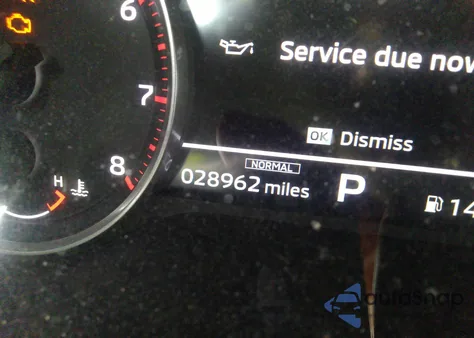 6
Service due now
7
OK Dismiss
NORMAL
8
028962 miles P 14
H
autoSnap